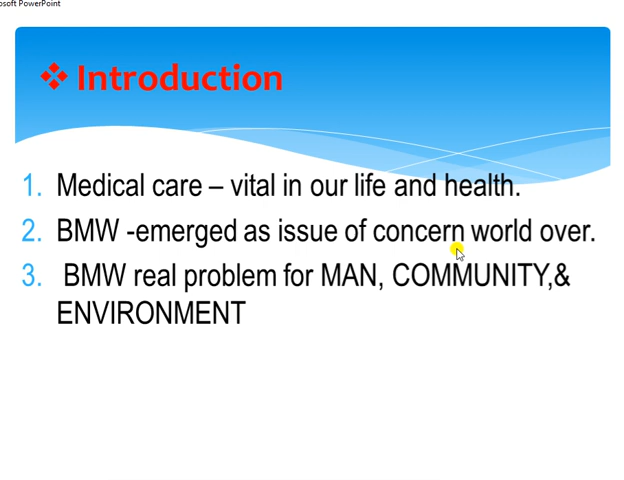 osoft PowerPoint
❖ Introduction
1. Medical care – vital in our life and health.
2. BMW -emerged as issue of concern world over.
3. BMW real problem for MAN, COMMUNITY,&
ENVIRONMENT